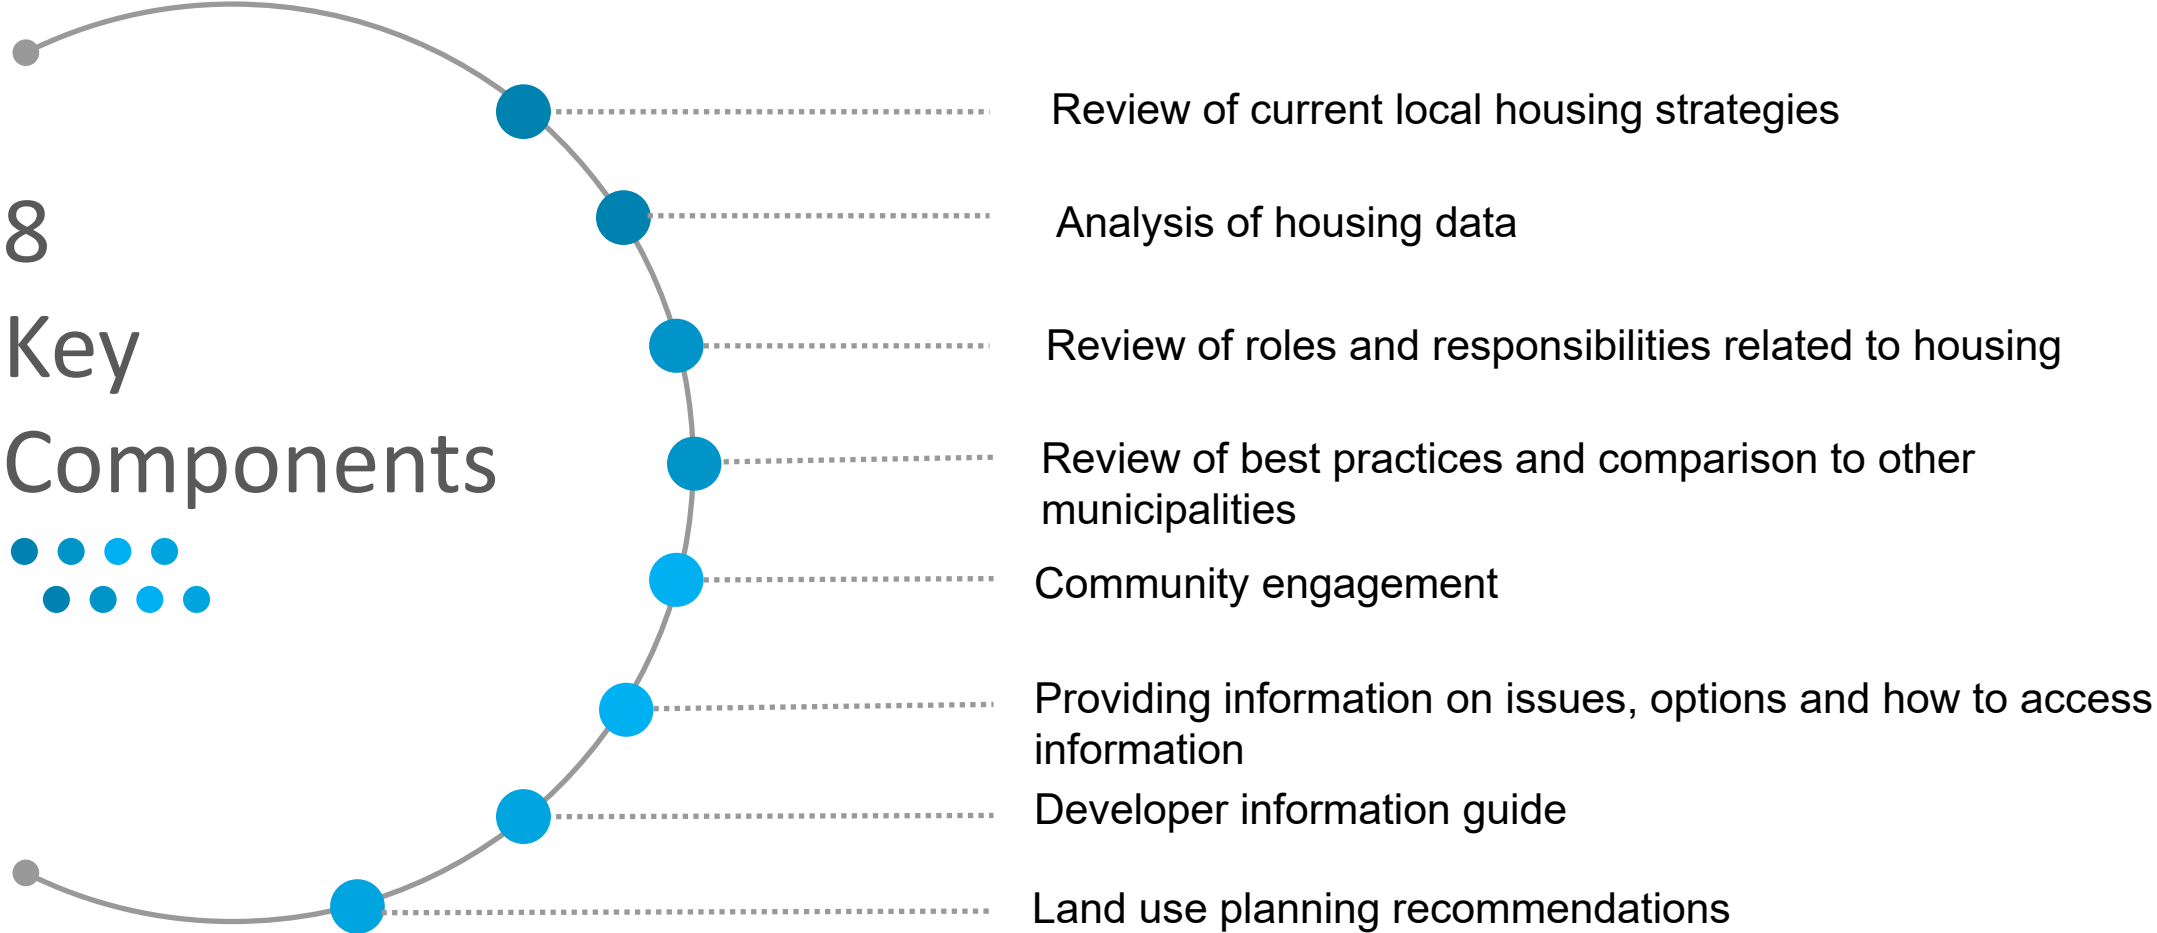 8
Key
Components
Review of current local housing strategies
Analysis of housing data
Review of roles and responsibilities related to housing
Review of best practices and comparison to other
municipalities
Community engagement
Providing information on issues, options and how to access
information
Developer information guide
Land use planning recommendations